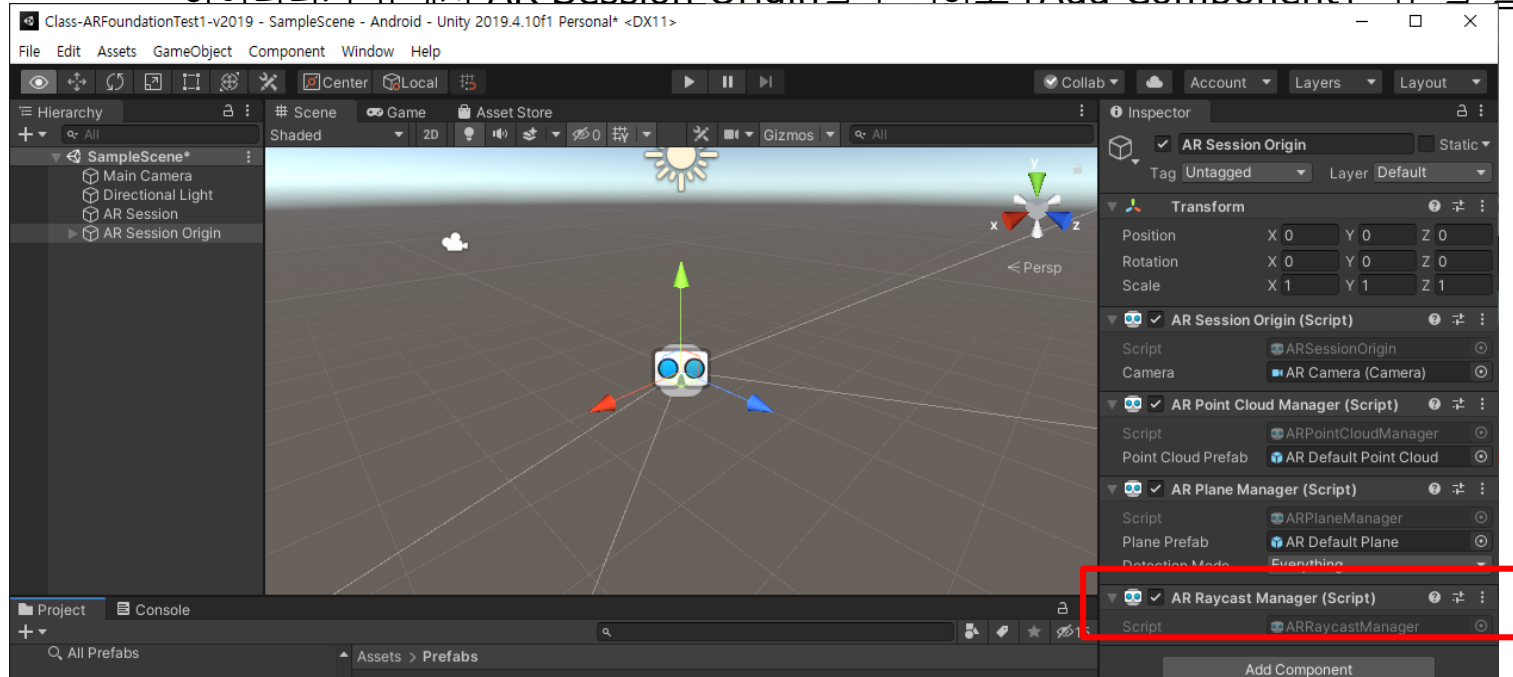 AR Session Origin Add Component
Class-ARFoundationTest1-v2019 - SampleScene - Android - Unity 2019.4.10f1 Personal* <DX11>
File Edit Assets GameObject Component Window Help
Center Local Collab Account Layers Layout
Hierarchy # Scene Game Asset Store Inspector
All Shaded 2D 0 Gizmos All
SampleScene*
Main Camera
Directional Light
AR Session
AR Session Origin
y
x
z
Persp
AR Session Origin Static
Tag Untagged Layer Default
Transform
Position X 0 Y 0 Z 0
Rotation X 0 Y 0 Z 0
Scale X 1 Y 1 Z 1
AR Session Origin (Script)
Script ARSessionOrigin
Camera AR Camera (Camera)
AR Point Cloud Manager (Script)
Script ARPointCloudManager
Point Cloud Prefab AR Default Point Cloud
AR Plane Manager (Script)
Script ARPlaneManager
Plane Prefab AR Default Plane
Detection Mode Everything
AR Raycast Manager (Script)
Script ARRaycastManager
Add Component
Project Console
All Prefabs
Assets > Prefabs